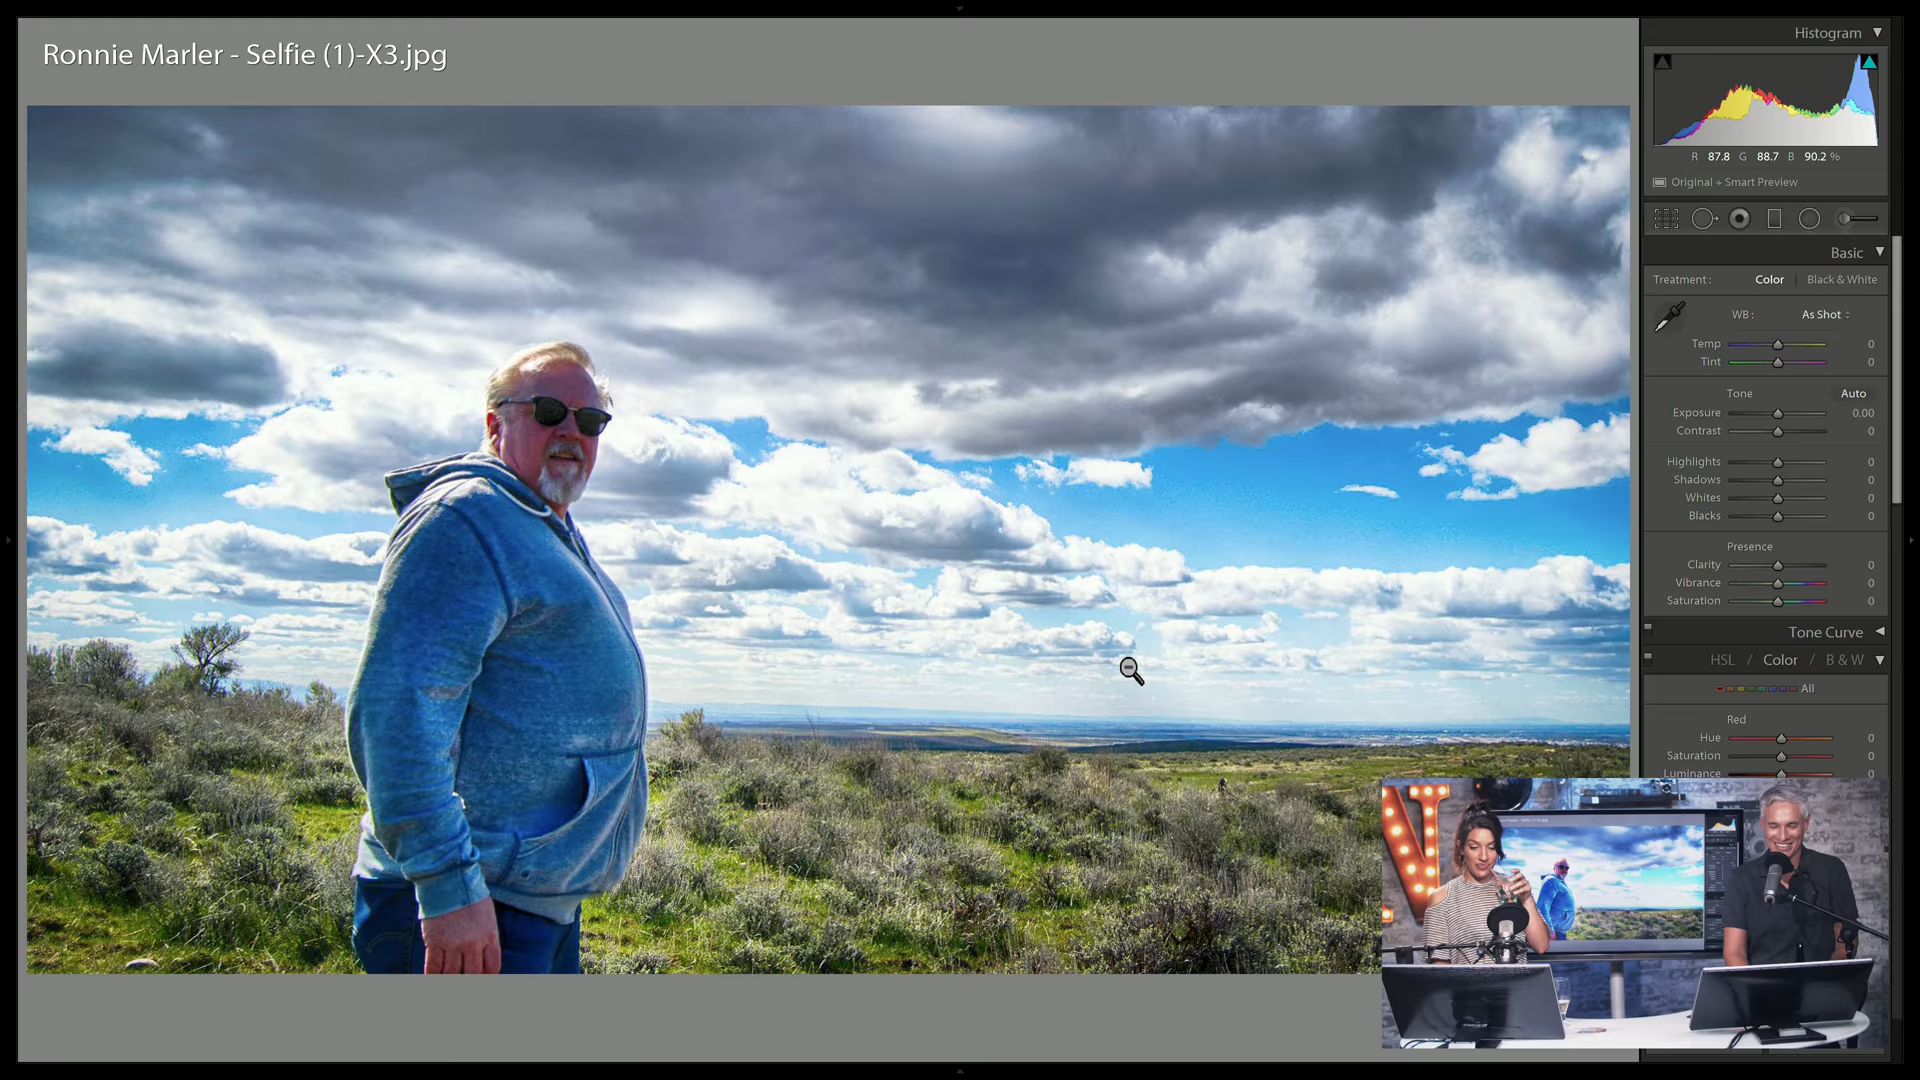 Ronnie Marler - Selfie (1)-X3.jpg
Histogram
R 87.8 G 88.7 B 90.2 %
Original + Smart Preview
Basic
Treatment : Color Black & White
WB : As Shot
Temp 0
Tint 0
Tone Auto
Exposure 0.00
Contrast 0
Highlights 0
Shadows 0
Whites 0
Blacks 0
Presence
Clarity 0
Vibrance 0
Saturation 0
Tone Curve
HSL / Color / B & W
All
Red
Hue 0
Saturation 0
Luminance 0